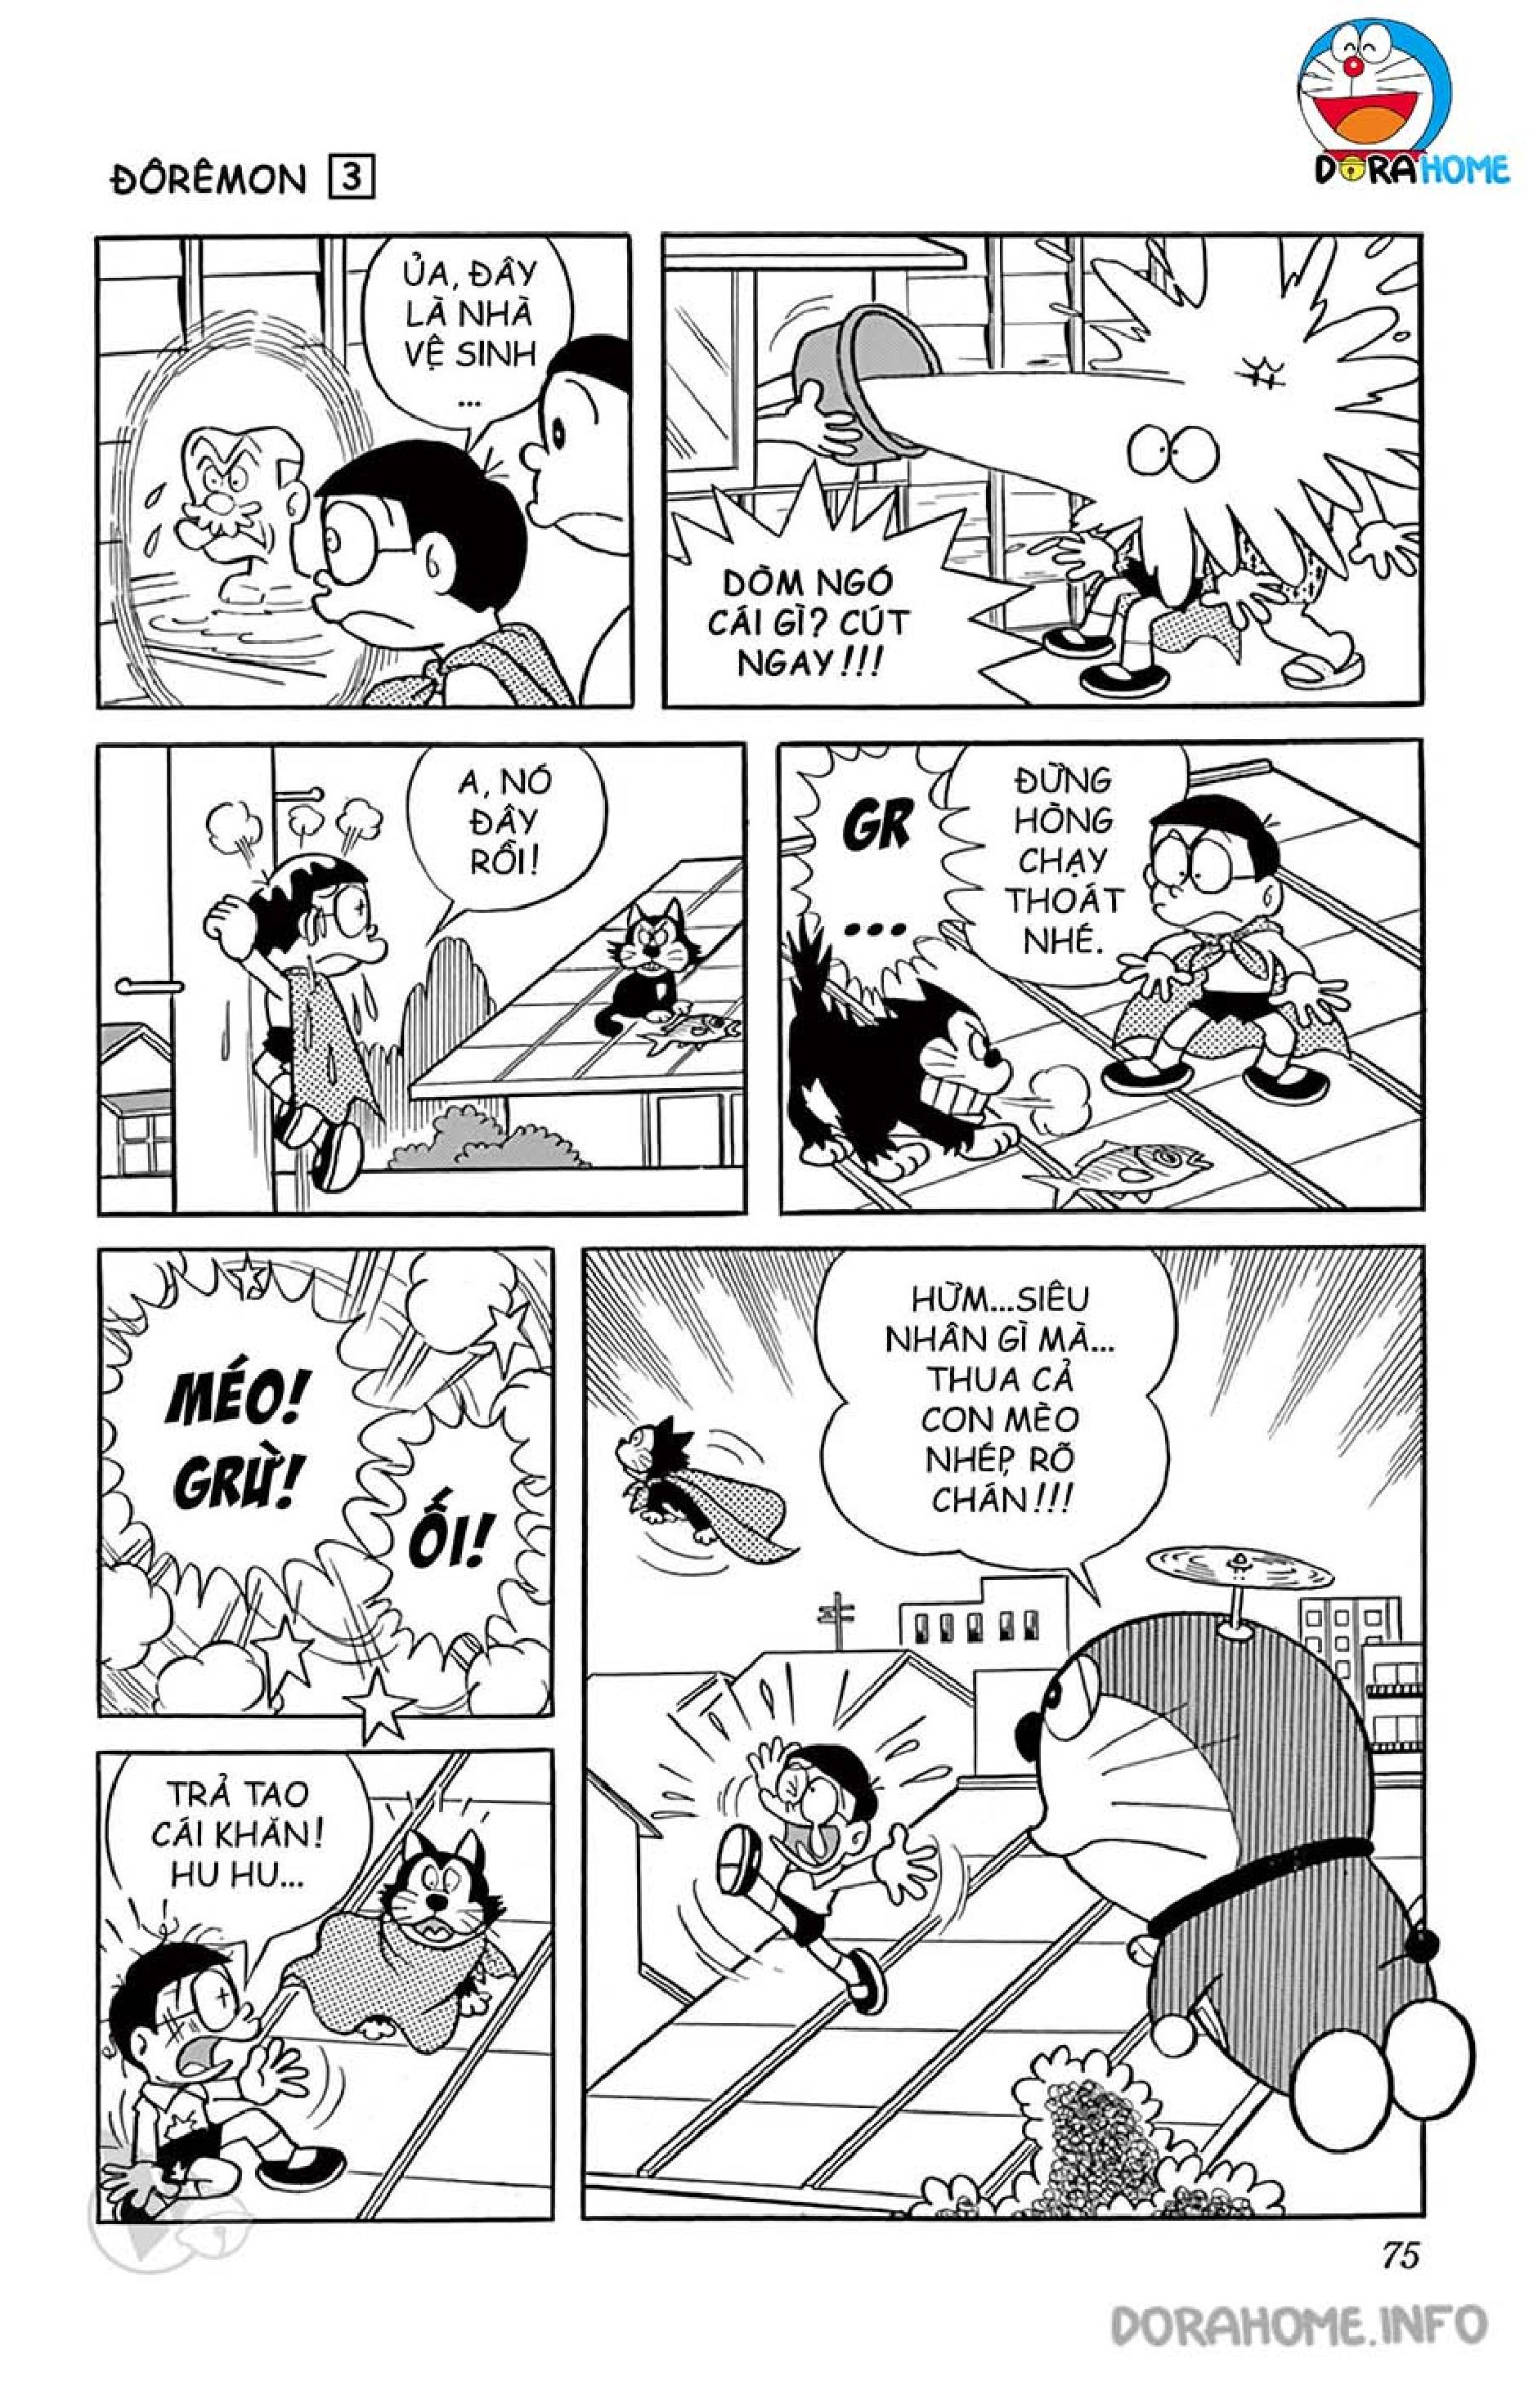 DORAHOME
ĐÔRÊMON 3
ỦA, ĐÂY
LÀ NHÀ
VỆ SINH
...
DÒM NGÓ
CÁI GÌ? CÚT
NGAY!!!
A, NÓ
ĐÂY
RỒI!
GR
...
ĐỪNG
HÒNG
CHẠY
THOÁT
NHÉ.
MÉO!
GRỪ!
ỐI!
HỪM...SIÊU
NHÂN GÌ MÀ...
THUA CẢ
CON MÈO
NHÉP, RÕ
CHÁN!!!
TRẢ TAO
CÁI KHĂN!
HU HU...
75
DORAHOME.INFO